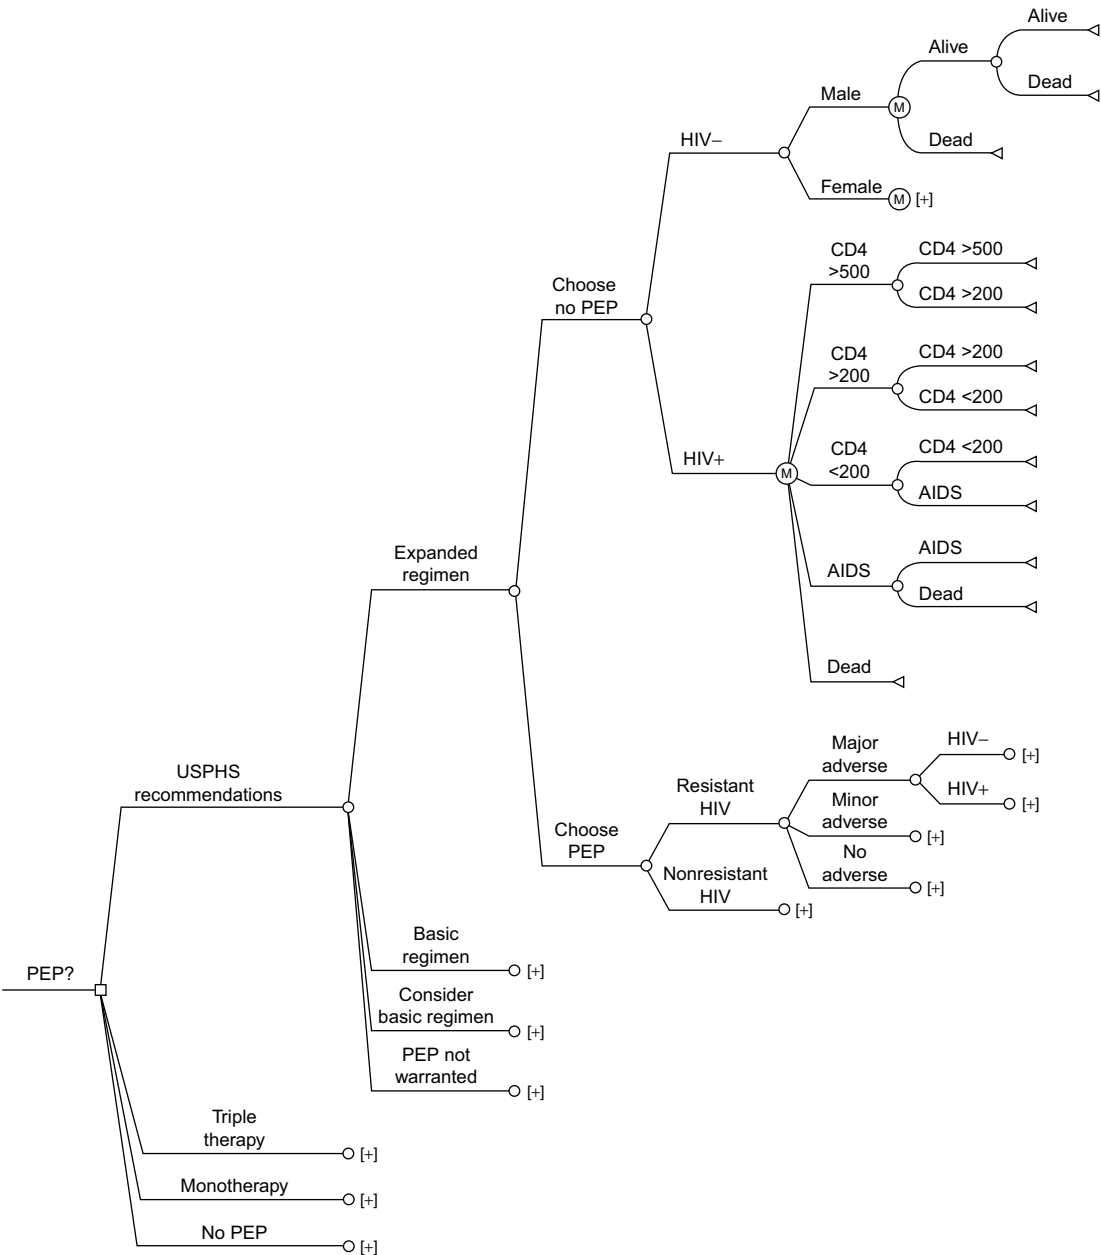 Alive
Alive
Dead
Male
M
Dead
HIV−
Female
M [+]
CD4
>500
CD4 >500
CD4 >200
Choose
no PEP
CD4
>200
CD4 >200
CD4 <200
HIV+
M
CD4
<200
CD4 <200
AIDS
Expanded
regimen
AIDS
AIDS
Dead
Dead
USPHS
recommendations
Choose
PEP
Resistant
HIV
Major
adverse
HIV−
[+]
HIV+
[+]
Minor
adverse
[+]
No
adverse
[+]
Nonresistant
HIV
[+]
PEP?
Basic
regimen
[+]
Consider
basic regimen
[+]
PEP not
warranted
[+]
Triple
therapy
[+]
Monotherapy
[+]
No PEP
[+]